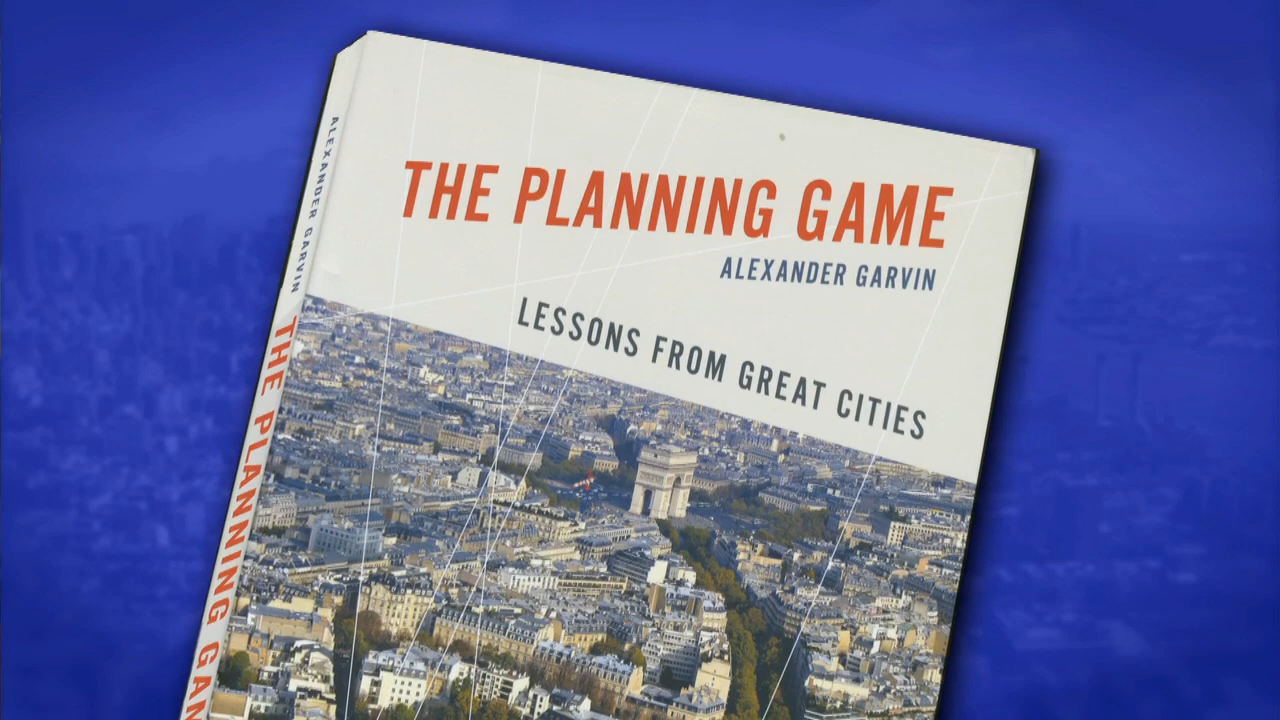 THE PLANNING GAME
ALEXANDER GARVIN
LESSONS FROM GREAT CITIES
ALEXANDER GARVIN
THE PLANNING GAM